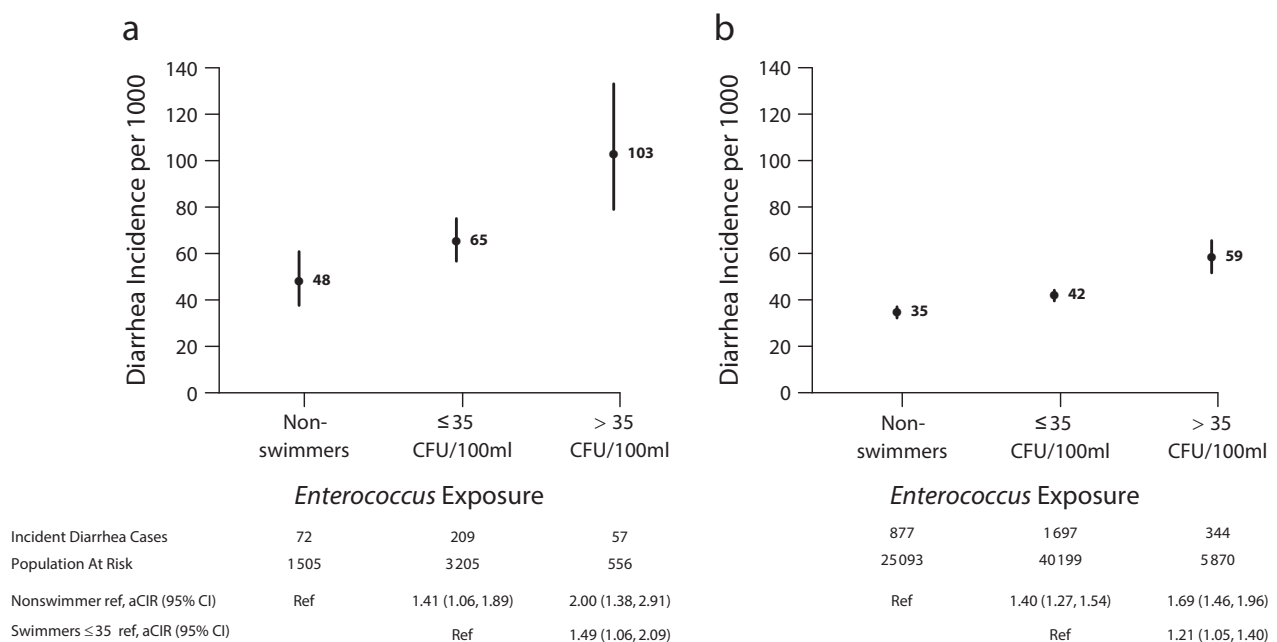 a
140
120
100
80
60
40
20
0
Diarrhea Incidence per 1000
48
65
103
Non-
swimmers
≤35
CFU/100ml
> 35
CFU/100ml
Enterococcus Exposure
b
140
120
100
80
60
40
20
0
Diarrhea Incidence per 1000
35
42
59
Non-
swimmers
≤35
CFU/100ml
> 35
CFU/100ml
Enterococcus Exposure
Incident Diarrhea Cases 72 209 57 877 1697 344
Population At Risk 1505 3205 556 25093 40199 5870
Nonswimmer ref, aCIR (95% CI) Ref 1.41 (1.06, 1.89) 2.00 (1.38, 2.91) Ref 1.40 (1.27, 1.54) 1.69 (1.46, 1.96)
Swimmers ≤35 ref, aCIR (95% CI) Ref 1.49 (1.06, 2.09) Ref 1.21 (1.05, 1.40)